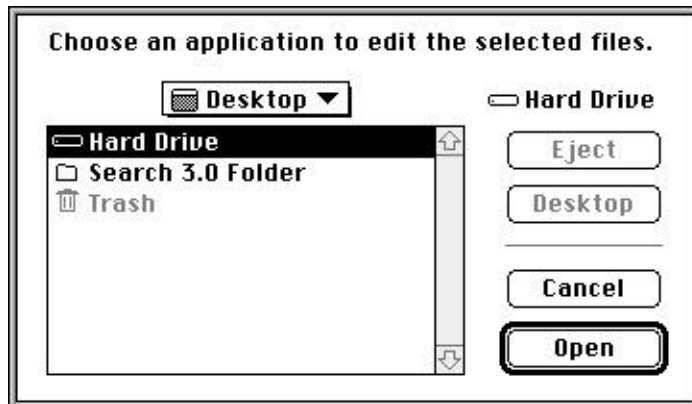 Choose an application to edit the selected files.
Desktop
Hard Drive
Hard Drive
Search 3.0 Folder
Trash
Eject
Desktop
Cancel
Open